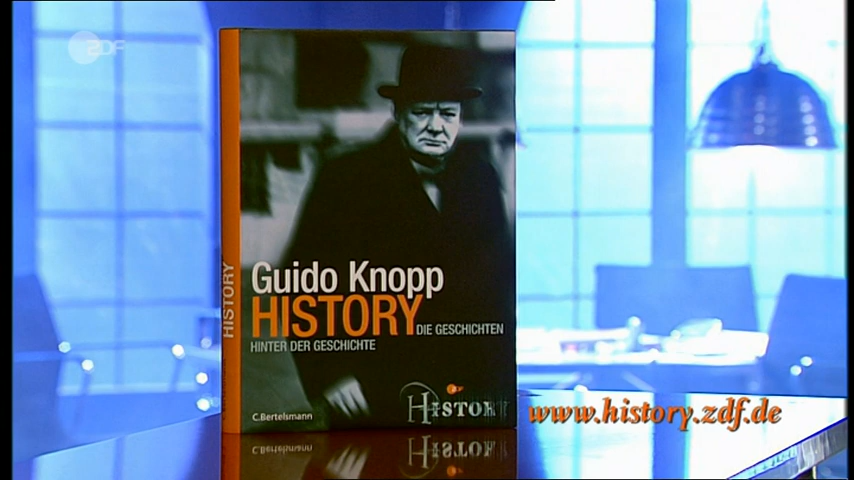 ZDF
HISTORY
Guido Knopp
HISTORY DIE GESCHICHTEN
HINTER DER GESCHICHTE
C.Bertelsmann
HISTORY
www.history.zdf.de